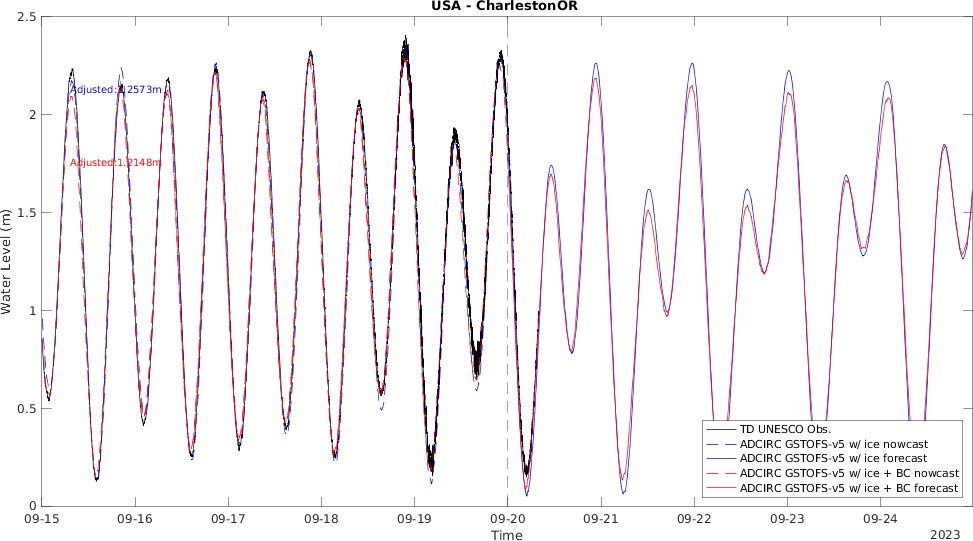 USA - CharlestonOR
2.5
2
1.5
1
0.5
0
Water Level (m)
Adjusted:1.2573m
Adjusted:1.2148m
TD UNESCO Obs.
ADCIRC GSTOFS-v5 w/ ice nowcast
ADCIRC GSTOFS-v5 w/ ice forecast
ADCIRC GSTOFS-v5 w/ ice + BC nowcast
ADCIRC GSTOFS-v5 w/ ice + BC forecast
09-15 09-16 09-17 09-18 09-19 09-20 09-21 09-22 09-23 09-24
Time
2023